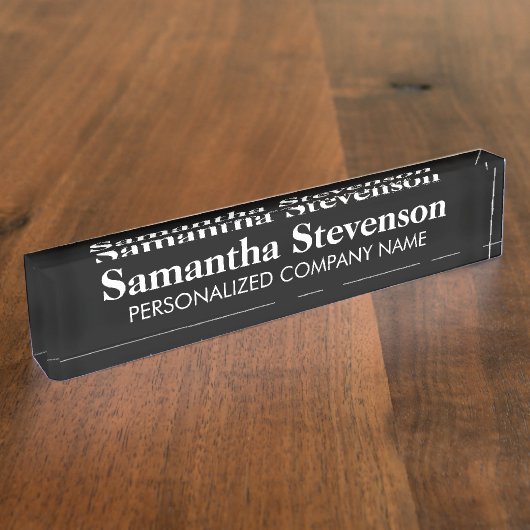 Samantha Stevenson
PERSONALIZED COMPANY NAME